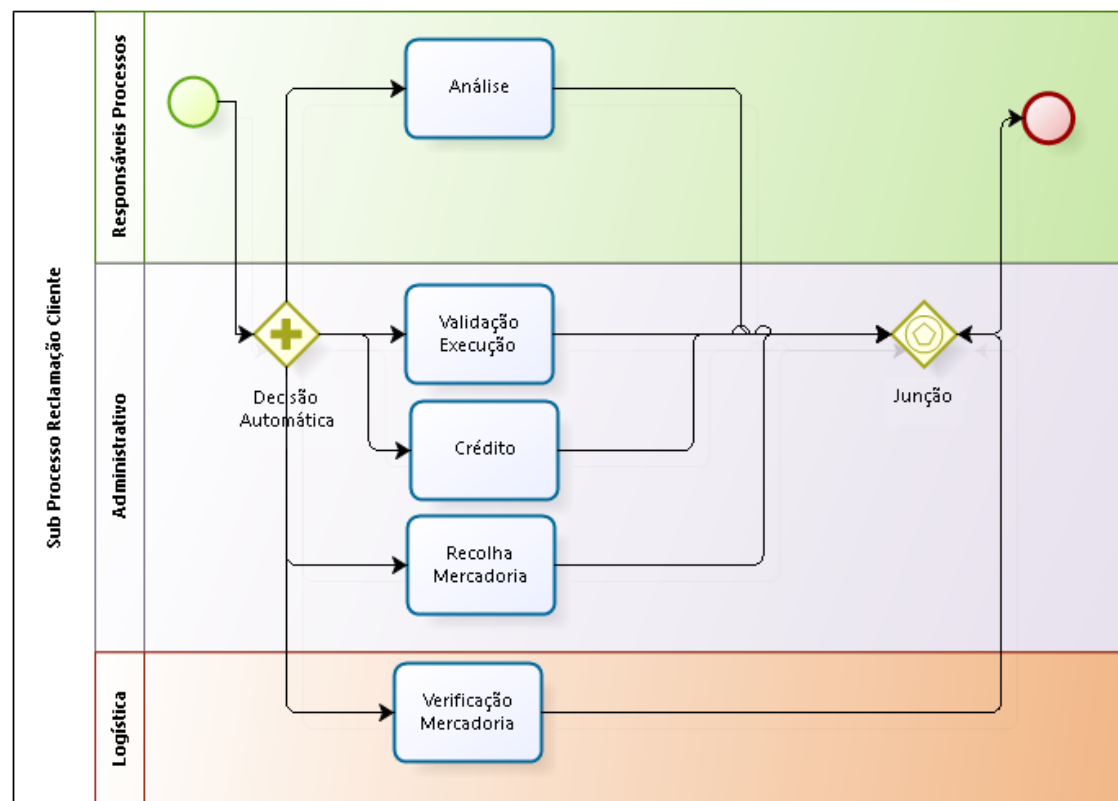 Sub Processo Reclamação Cliente
Responsáveis Processos
Análise
Administrativo
Decisão
Automática
Validação
Execução
Crédito
Recolha
Mercadoria
Junção
Logística
Verificação
Mercadoria